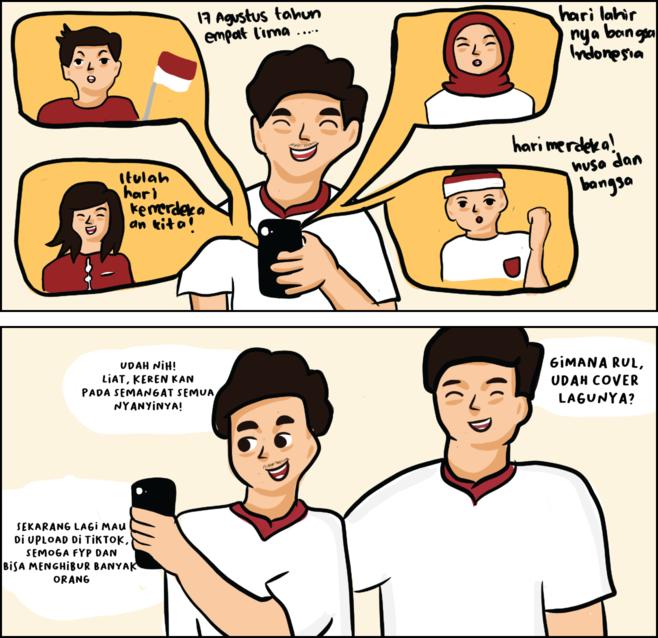 17 Agustus tahun
empat lima .....
hari lahir
nya bangsa
Indonesia
Itulah
hari
kemerdeka
an kita!
hari merdeka!
nusa dan
bangsa
UDAH NIH!
LIAT, KEREN KAN
PADA SEMANGAT SEMUA
NYANYINYA!
GIMANA RUL,
UDAH COVER
LAGUNYA?
SEKARANG LAGI MAU
DI UPLOAD DI TIKTOK,
SEMOGA FYP DAN
BISA MENGHIBUR BANYAK
ORANG